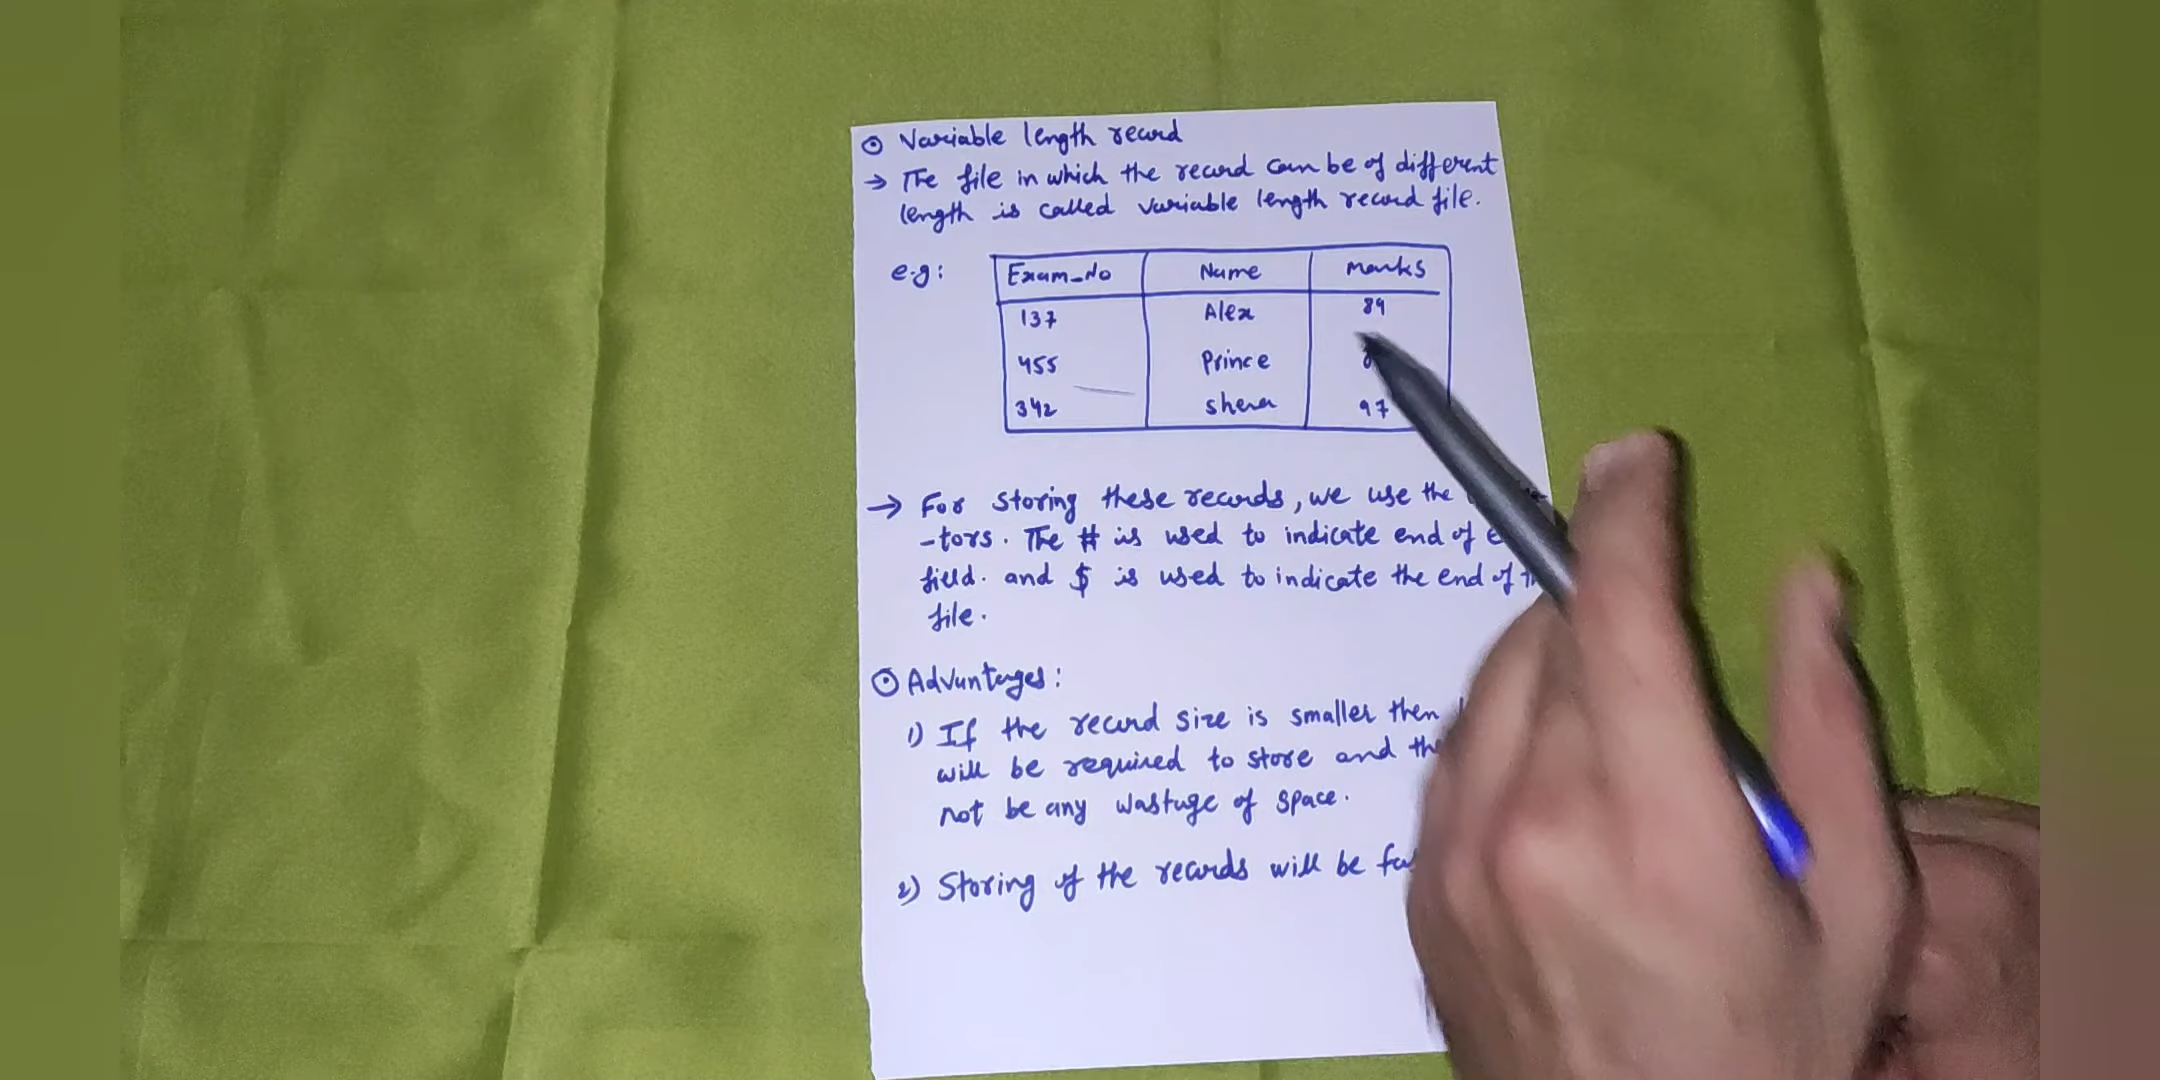 Variable length record
→ The file in which the record can be of different
length is called variable length record file.
e.g: Exam_No Name Marks
137 Alex 89
455 Prince
342 shera 97
→ For storing these records, we use the
-tors. The # is used to indicate end of
field. and $ is used to indicate the end of
file.
Advantages:
1) If the record size is smaller then
will be required to store and
not be any wastage of space.
2) Storing of the records will be